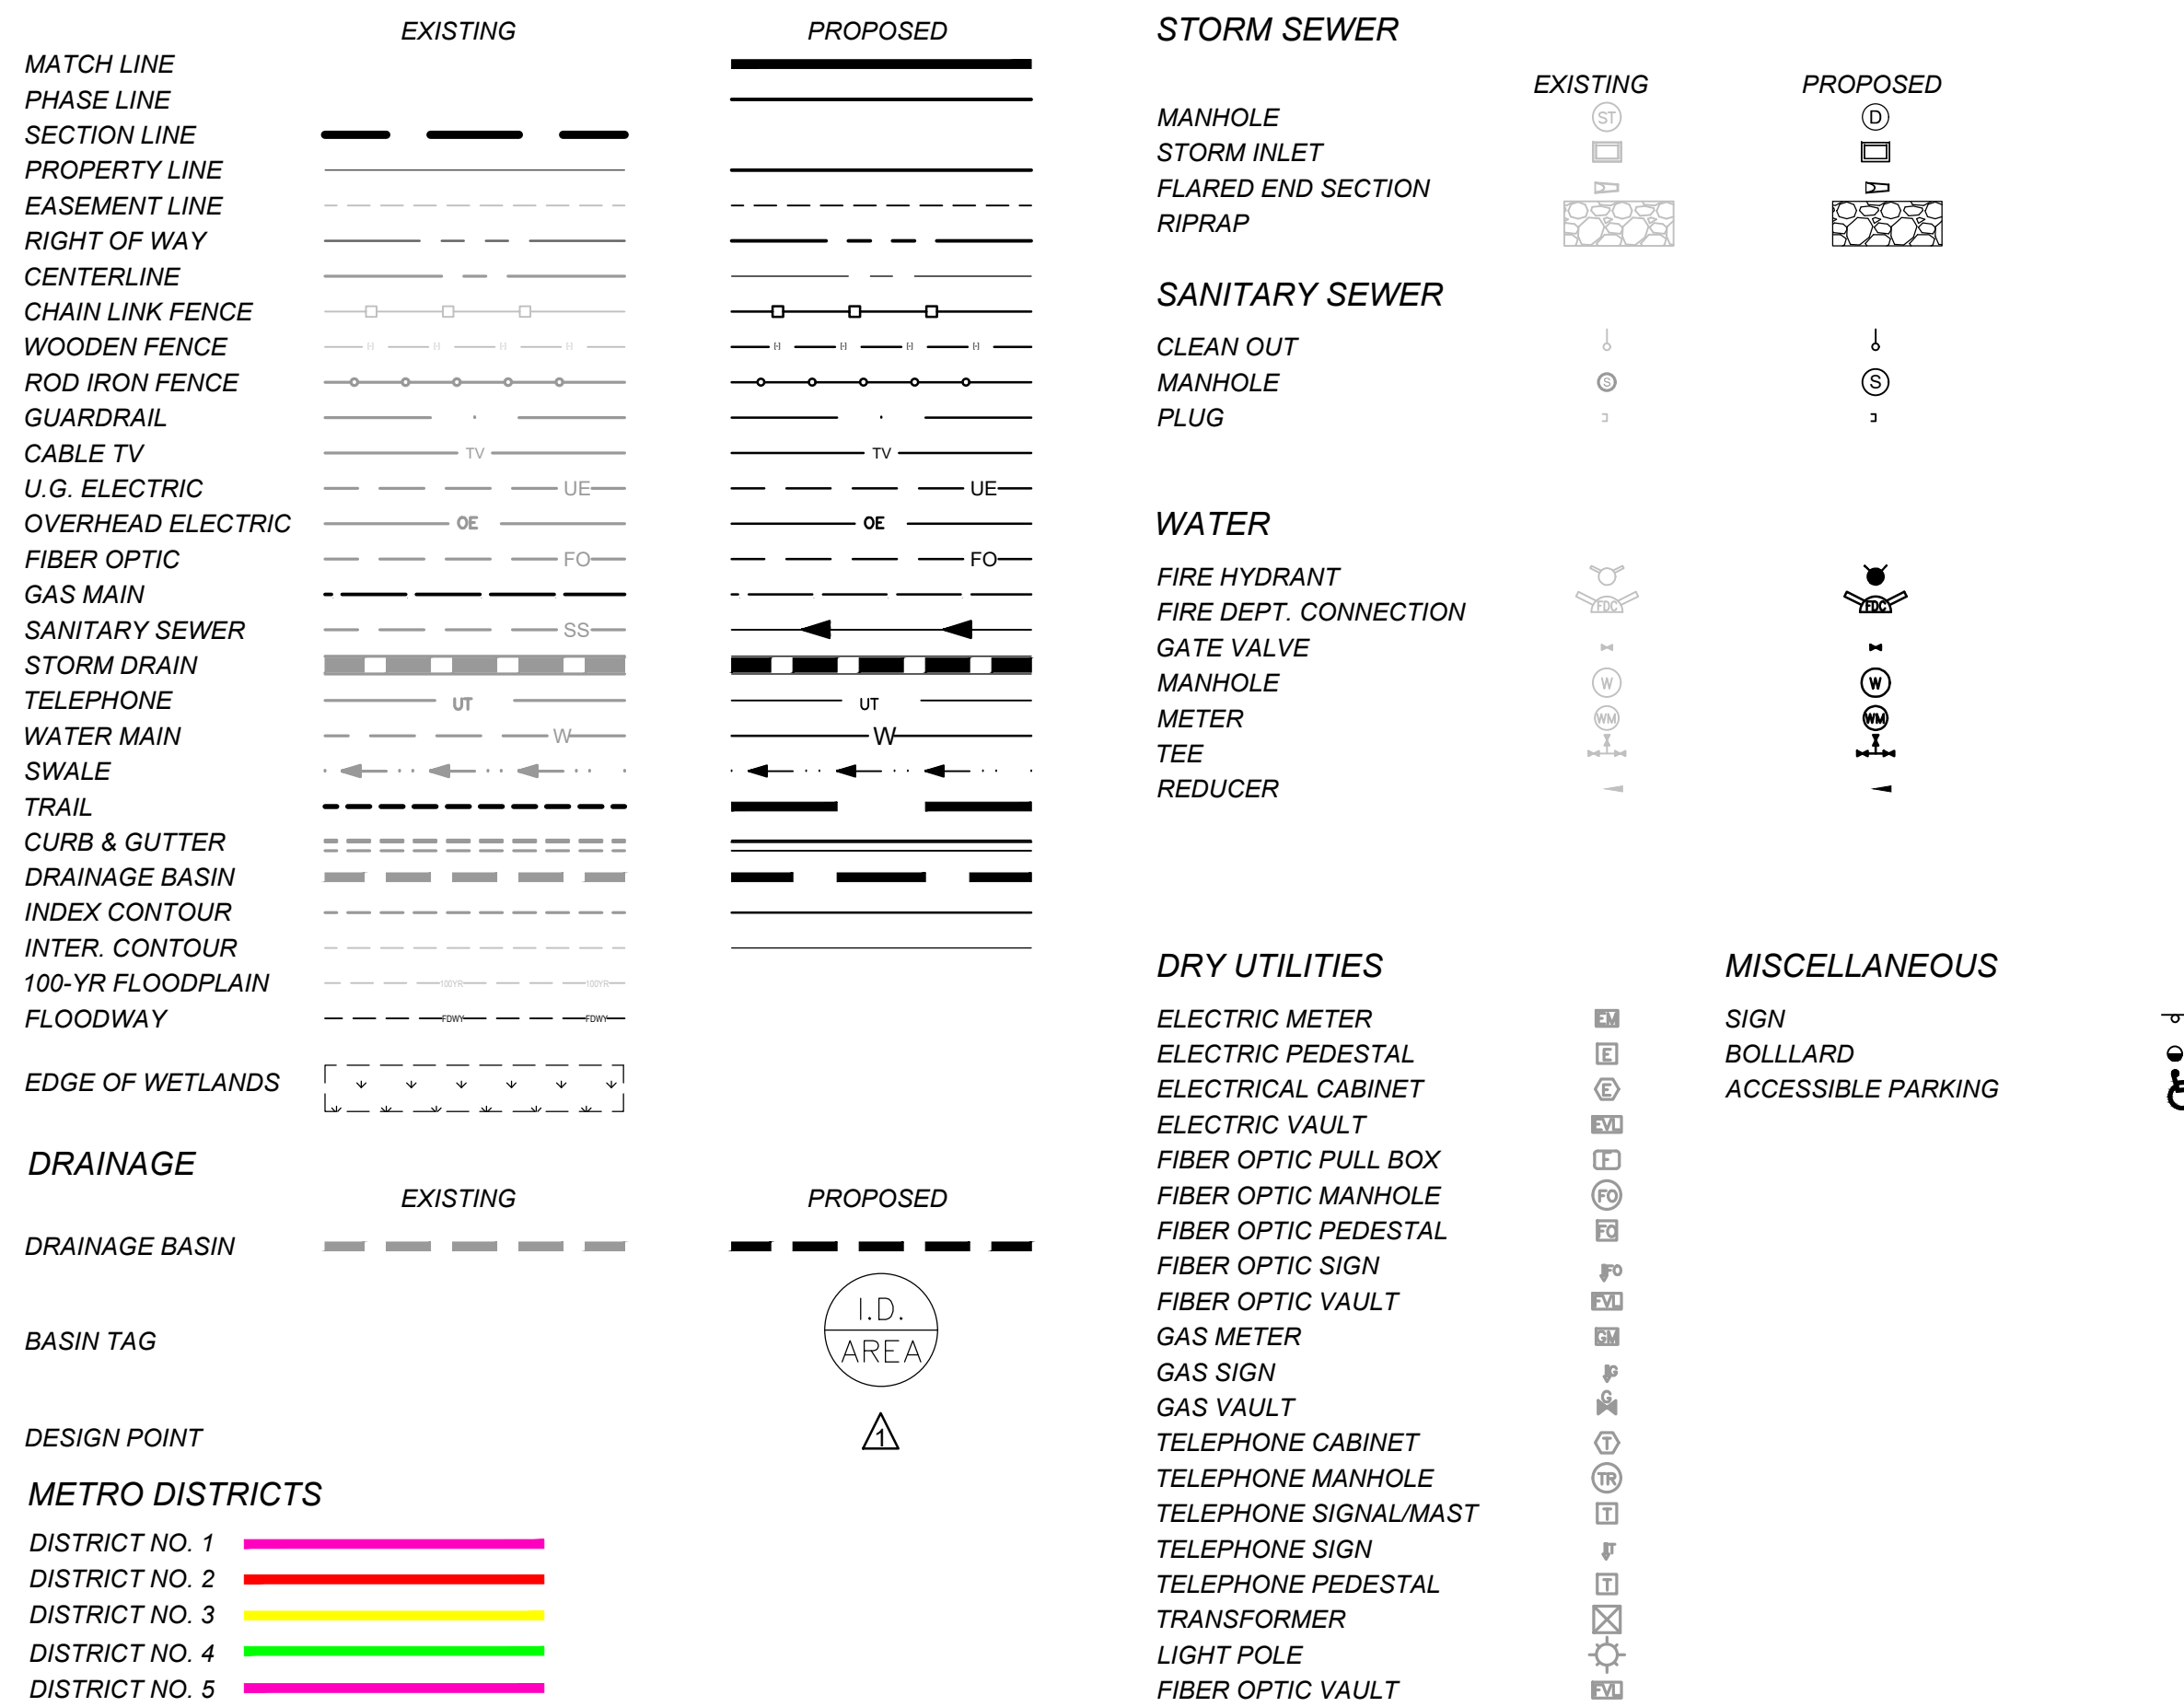 EXISTING PROPOSED
MATCH LINE
PHASE LINE
SECTION LINE
PROPERTY LINE
EASEMENT LINE
RIGHT OF WAY
CENTERLINE
CHAIN LINK FENCE
WOODEN FENCE
ROD IRON FENCE
GUARDRAIL
CABLE TV TV TV
U.G. ELECTRIC UE UE
OVERHEAD ELECTRIC OE OE
FIBER OPTIC FO FO
GAS MAIN
SANITARY SEWER SS
STORM DRAIN
TELEPHONE UT UT
WATER MAIN W W
SWALE
TRAIL
CURB & GUTTER
DRAINAGE BASIN
INDEX CONTOUR
INTER. CONTOUR
100-YR FLOODPLAIN 100YR 100YR
FLOODWAY FDWY FDWY
EDGE OF WETLANDS
DRAINAGE
EXISTING PROPOSED
DRAINAGE BASIN
BASIN TAG
I.D.
AREA
DESIGN POINT 1
METRO DISTRICTS
DISTRICT NO. 1
DISTRICT NO. 2
DISTRICT NO. 3
DISTRICT NO. 4
DISTRICT NO. 5
STORM SEWER
EXISTING PROPOSED
MANHOLE ST D
STORM INLET
FLARED END SECTION
RIPRAP
SANITARY SEWER
CLEAN OUT
MANHOLE S S
PLUG
WATER
FIRE HYDRANT
FIRE DEPT. CONNECTION FDC FDC
GATE VALVE
MANHOLE W W
METER WM WM
TEE
REDUCER
DRY UTILITIES
ELECTRIC METER EM
ELECTRIC PEDESTAL E
ELECTRICAL CABINET E
ELECTRIC VAULT EVL
FIBER OPTIC PULL BOX F
FIBER OPTIC MANHOLE FO
FIBER OPTIC PEDESTAL FO
FIBER OPTIC SIGN FO
FIBER OPTIC VAULT FVL
GAS METER GM
GAS SIGN G
GAS VAULT G
TELEPHONE CABINET T
TELEPHONE MANHOLE TR
TELEPHONE SIGNAL/MAST T
TELEPHONE SIGN T
TELEPHONE PEDESTAL T
TRANSFORMER
LIGHT POLE
FIBER OPTIC VAULT FVL
MISCELLANEOUS
SIGN
BOLLLARD
ACCESSIBLE PARKING